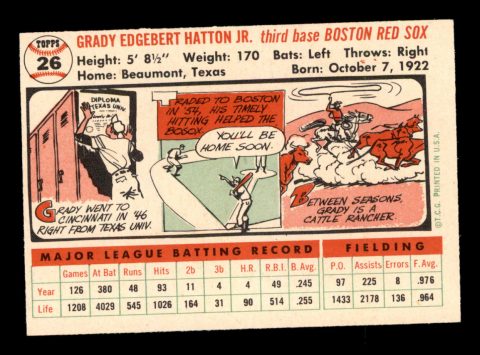 TOPPS
26
GRADY EDGEBERT HATTON JR. third base BOSTON RED SOX
Height: 5' 8½" Weight: 170 Bats: Left Throws: Right
Home: Beaumont, Texas Born: October 7, 1922
DIPLOMA
TEXAS UNIV.
GRADY WENT TO
CINCINNATI IN '46
RIGHT FROM TEXAS UNIV.
TRADED TO BOSTON
IN '54, HIS TIMELY
HITTING HELPED THE
BOSOX.
YOU'LL BE
HOME SOON.
BETWEEN SEASONS,
GRADY IS A
CATTLE RANCHER.
© T.C.G. PRINTED IN U.S.A.
MAJOR LEAGUE BATTING RECORD FIELDING
Games At Bat Runs Hits 2b 3b H.R. R.B.I. B.Avg. P.O. Assists Errors F. Avg.
Year 126 380 48 93 11 4 4 49 .245 97 225 8 .976
Life 1208 4029 545 1026 164 31 90 514 .255 1433 2178 136 .964